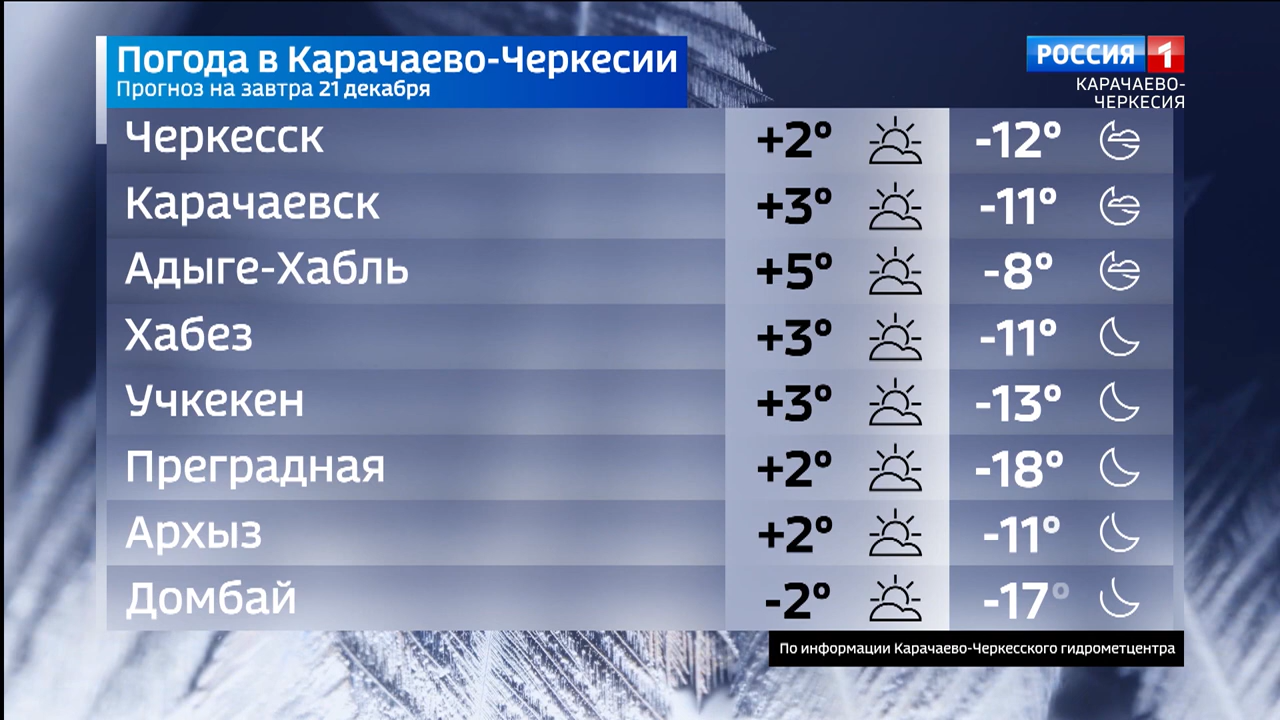 Погода в Карачаево-Черкесии
Прогноз на завтра 21 декабря
РОССИЯ 1
КАРАЧАЕВО-
ЧЕРКЕСИЯ
Черкесск +2° -12°
Карачаевск +3° -11°
Адыге-Хабль +5° -8°
Хабез +3° -11°
Учкекен +3° -13°
Преградная +2° -18°
Архыз +2° -11°
Домбай -2° -17°
По информации Карачаево-Черкесского гидрометцентра